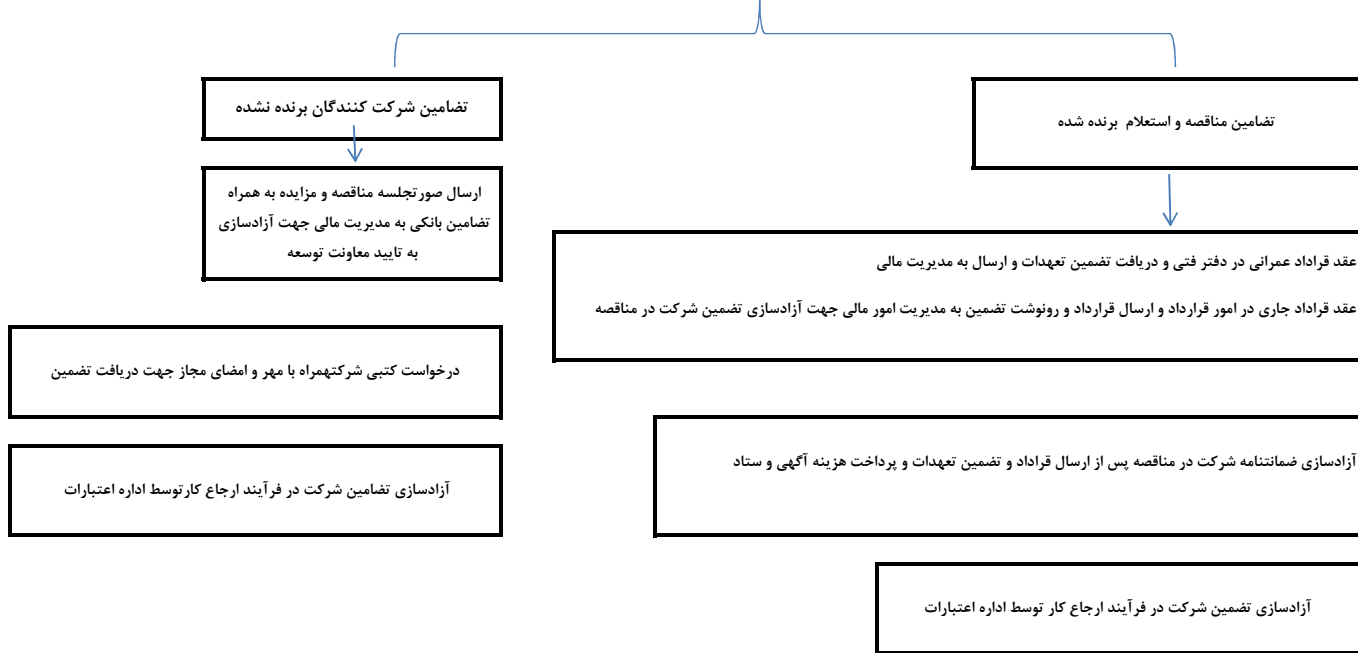 تضامین مناقصه و استعلام برنده شده
عقد قراداد عمرانی در دفتر فتی و دریافت تضمین تعهدات و ارسال به مدیریت مالی
عقد قراداد جاری در امور قرارداد و ارسال قرارداد و رونوشت تضمین به مدیریت امور مالی جهت آزادسازی تضمین شرکت در مناقصه
آزادسازی ضمانتنامه شرکت در مناقصه پس از ارسال قراداد و تضمین تعهدات و پرداخت هزینه آگهی و ستاد
آزادسازی تضمین شرکت در فرآیند ارجاع کار توسط اداره اعتبارات
تضامین شرکت کنندگان برنده نشده
ارسال صورتجلسه مناقصه و مزایده به همراه
تضامین بانکی به مدیریت مالی جهت آزادسازی
به تایید معاونت توسعه
درخواست کتبی شرکتهمراه با مهر و امضای مجاز جهت دریافت تضمین
آزادسازی تضامین شرکت در فرآیند ارجاع کارتوسط اداره اعتبارات